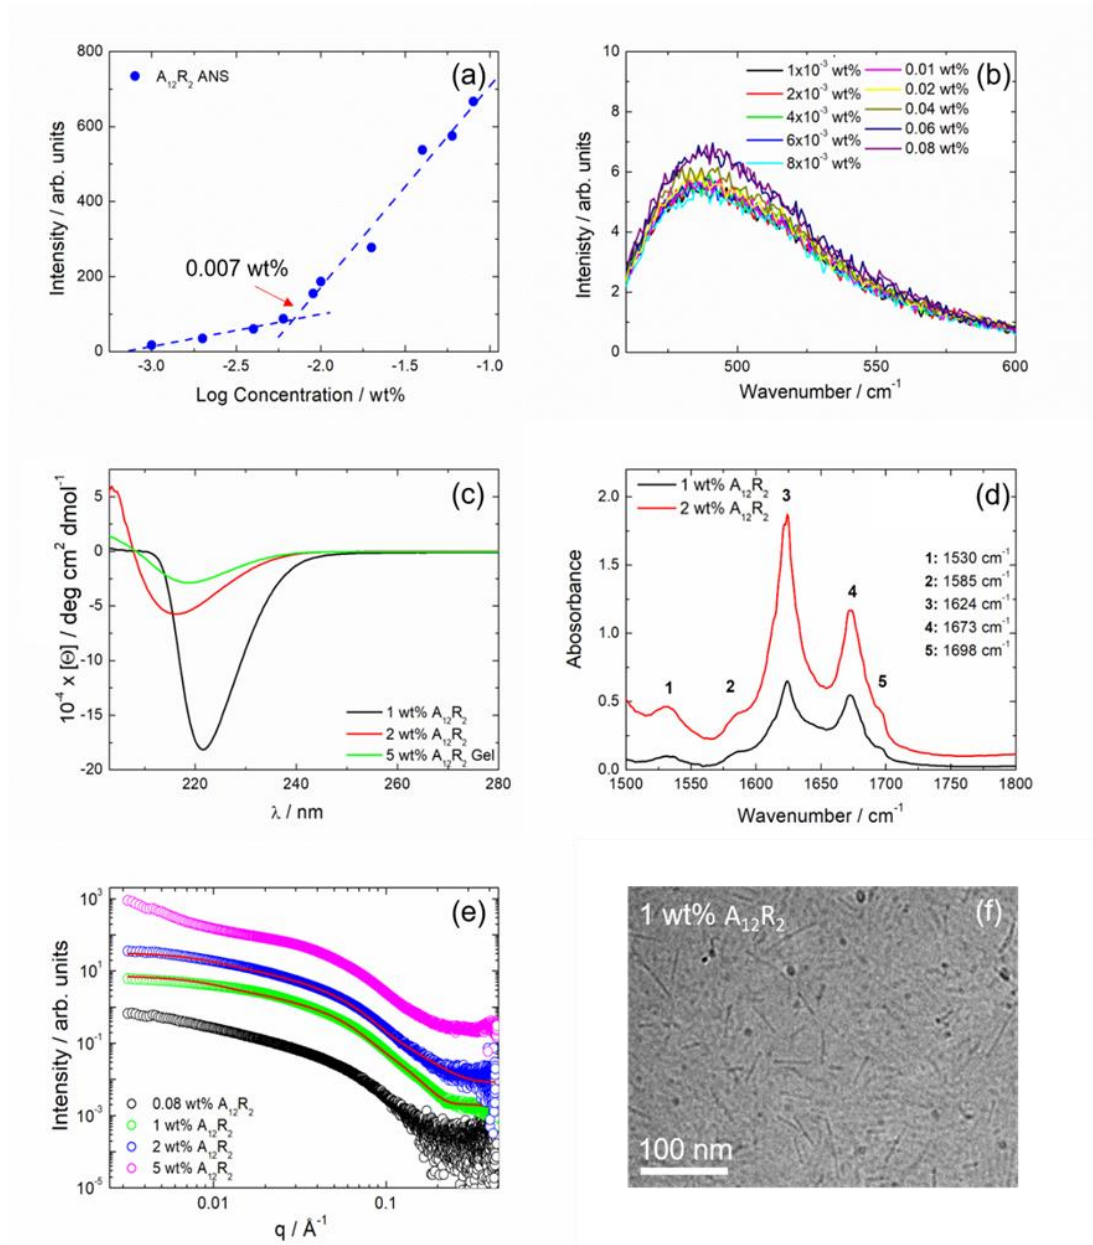 800
600
400
200
0
-3.0 -2.5 -2.0 -1.5 -1.0
Intensity / arb. units
Log Concentration / wt%
A₁₂R₂ ANS
(a)
0.007 wt%
10
8
6
4
2
0
500 550 600
Intenisty / arb. units
Wavenumber / cm⁻¹
(b)
1x10⁻³ wt%
2x10⁻³ wt%
4x10⁻³ wt%
6x10⁻³ wt%
8x10⁻³ wt%
0.01 wt%
0.02 wt%
0.04 wt%
0.06 wt%
0.08 wt%
5
0
-5
-10
-15
-20
220 240 260 280
10⁻⁴ x [Θ] / deg cm² dmol⁻¹
λ / nm
(c)
1 wt% A₁₂R₂
2 wt% A₁₂R₂
5 wt% A₁₂R₂ Gel
2.0
1.5
1.0
0.5
0.0
1500 1550 1600 1650 1700 1750 1800
Abosorbance
Wavenumber / cm⁻¹
1 wt% A₁₂R₂
2 wt% A₁₂R₂
(d)
1
2
3
4
5
1: 1530 cm⁻¹
2: 1585 cm⁻¹
3: 1624 cm⁻¹
4: 1673 cm⁻¹
5: 1698 cm⁻¹
10³
10¹
10⁻¹
10⁻³
10⁻⁵
0.01 0.1
Intensity / arb. units
q / Å⁻¹
(e)
0.08 wt% A₁₂R₂
1 wt% A₁₂R₂
2 wt% A₁₂R₂
5 wt% A₁₂R₂
1 wt% A₁₂R₂
(f)
100 nm